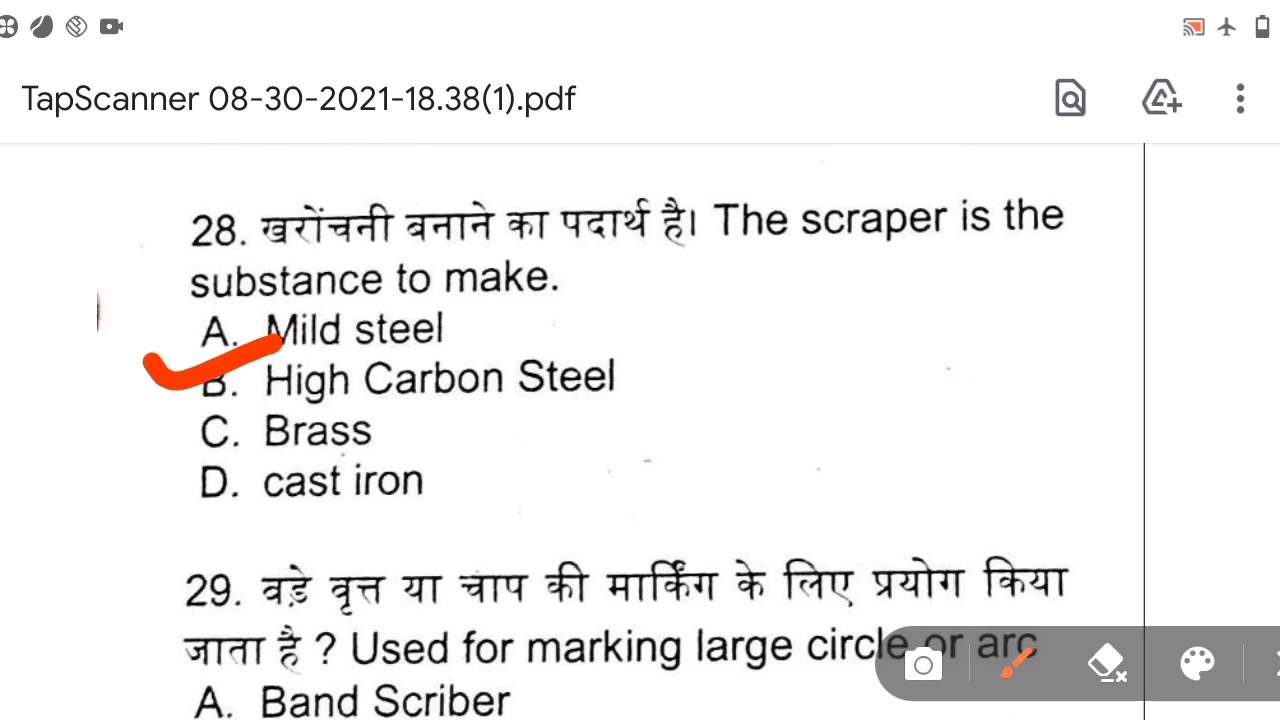 TapScanner 08-30-2021-18.38(1).pdf
28. खरोंचनी बनाने का पदार्थ है। The scraper is the
substance to make.
A. Mild steel
B. High Carbon Steel
C. Brass
D. cast iron
29. वड़े वृत्त या चाप की मार्किंग के लिए प्रयोग किया
जाता है ? Used for marking large circle or arc
A. Band Scriber